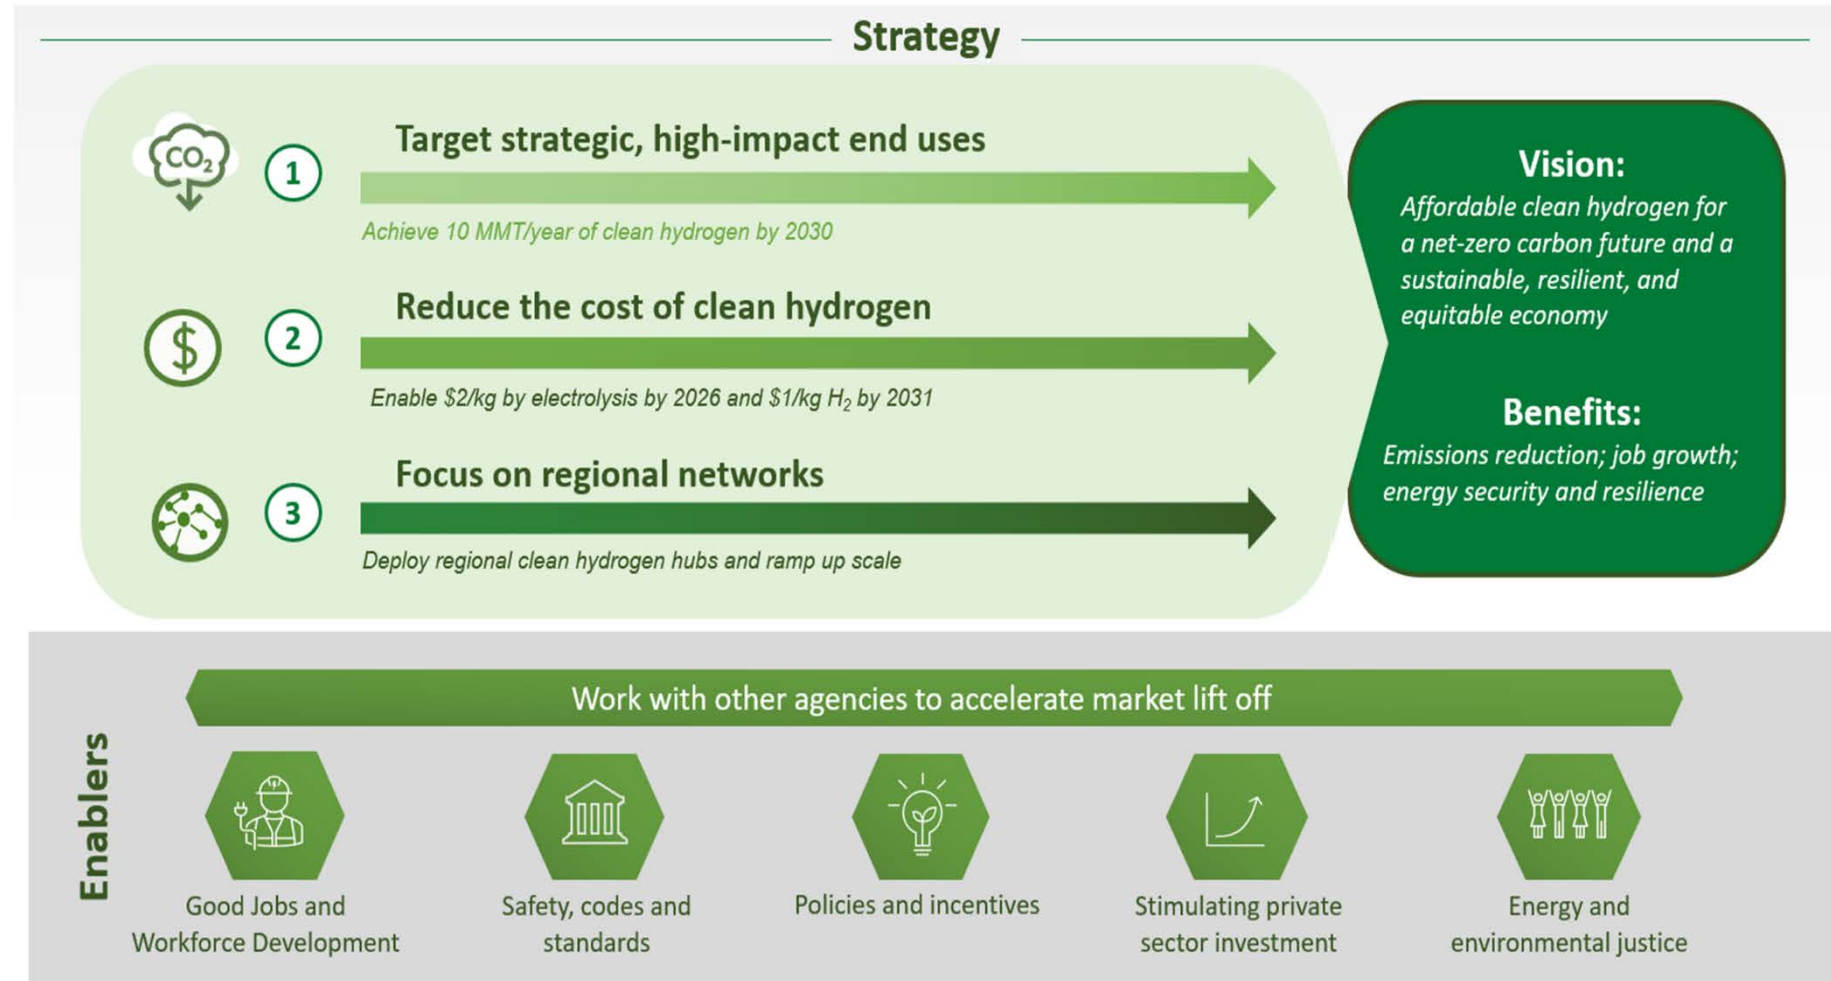 Strategy
CO2
1
Target strategic, high-impact end uses
Achieve 10 MMT/year of clean hydrogen by 2030
$
2
Reduce the cost of clean hydrogen
Enable $2/kg by electrolysis by 2026 and $1/kg H2 by 2031
3
Focus on regional networks
Deploy regional clean hydrogen hubs and ramp up scale
Vision:
Affordable clean hydrogen for
a net-zero carbon future and a
sustainable, resilient, and
equitable economy
Benefits:
Emissions reduction; job growth;
energy security and resilience
Enablers
Work with other agencies to accelerate market lift off
Good Jobs and
Workforce Development
Safety, codes and
standards
Policies and incentives
Stimulating private
sector investment
Energy and
environmental justice